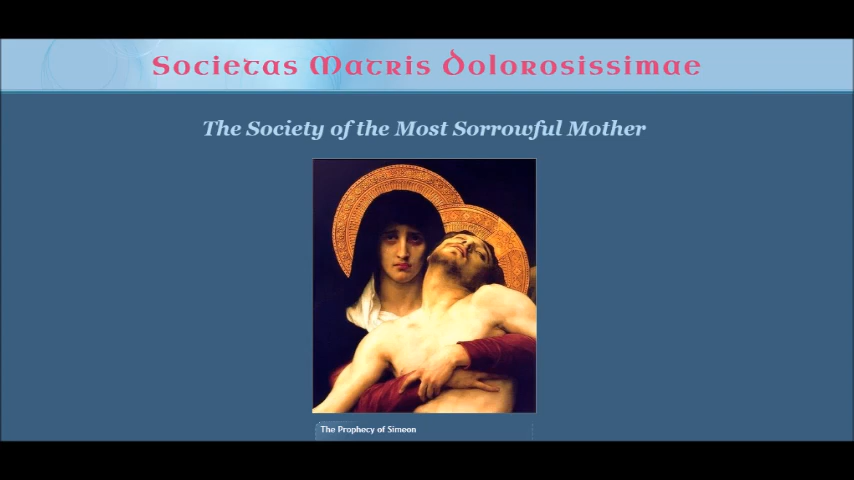 Societas Matris Dolorosissimae
The Society of the Most Sorrowful Mother
The Prophecy of Simeon